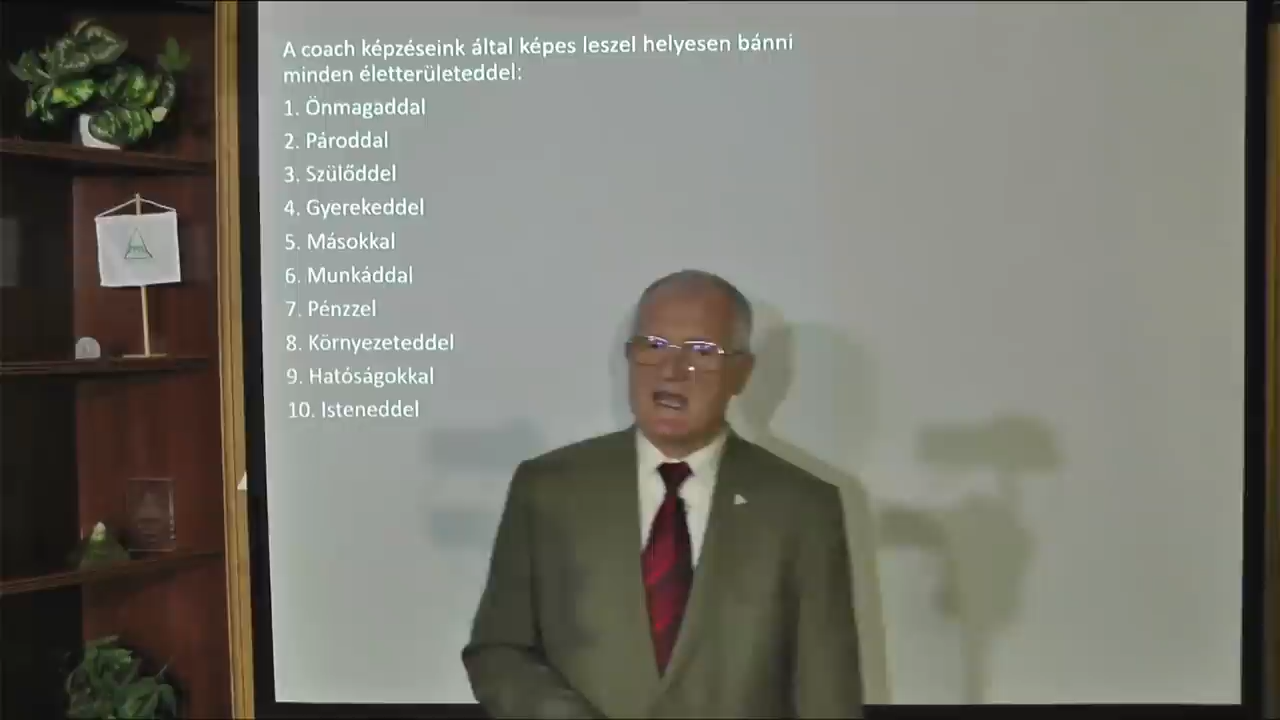 A coach képzéseink által képes leszel helyesen bánni
minden életterületeddel:
1. Önmagaddal
2. Pároddal
3. Szülőddel
4. Gyerekeddel
5. Másokkal
6. Munkáddal
7. Pénzzel
8. Környezeteddel
9. Hatóságokkal
10. Isteneddel